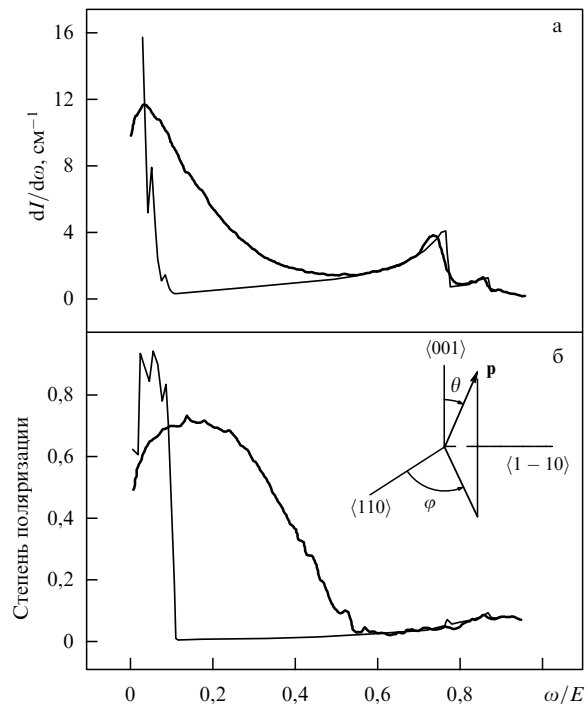 а
16
12
8
4
0
dI/dω, см⁻¹
б
0,8
0,6
0,4
0,2
0
Степень поляризации
⟨001⟩
p
θ
⟨1 − 10⟩
⟨110⟩
φ
0 0,2 0,4 0,6 0,8 ω/E